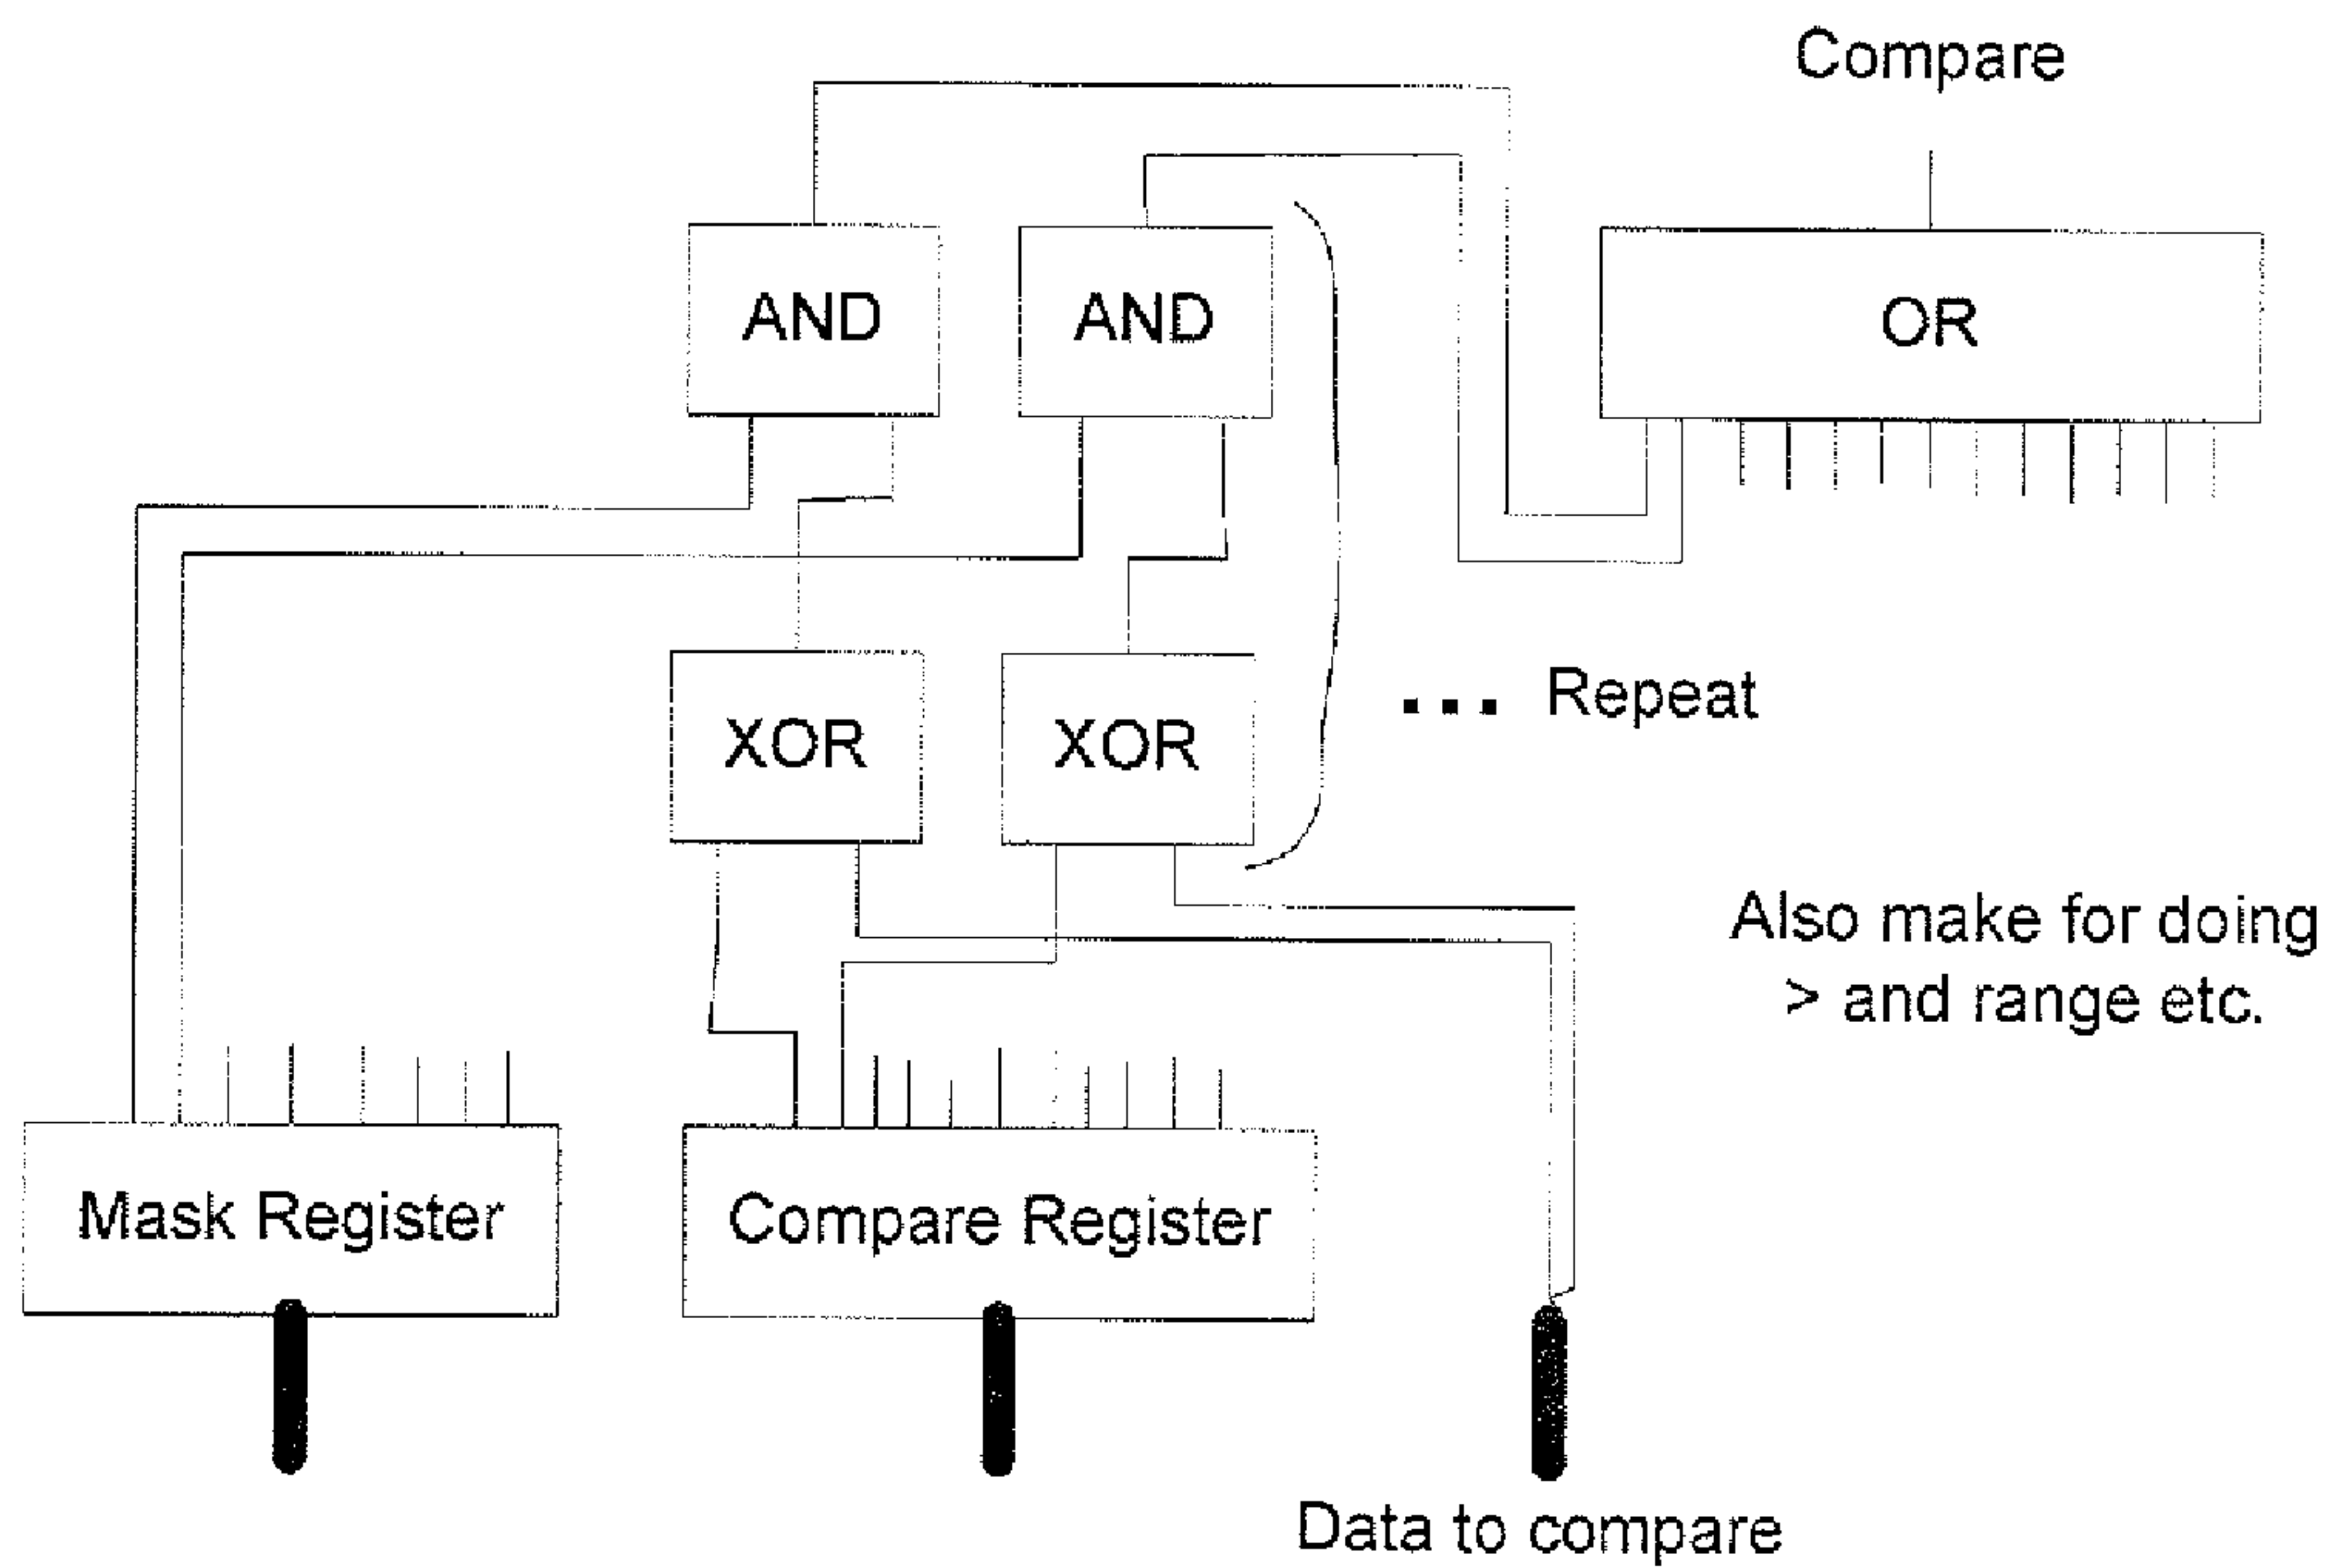 Compare
AND
AND
OR
XOR
XOR
... Repeat
Also make for doing
> and range etc.
Mask Register
Compare Register
Data to compare